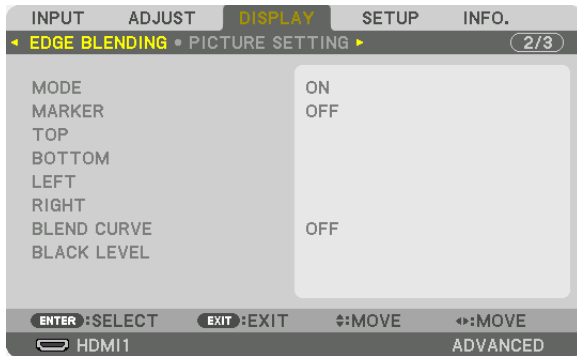 INPUT ADJUST DISPLAY SETUP INFO.
EDGE BLENDING • PICTURE SETTING 2/3
MODE ON
MARKER OFF
TOP
BOTTOM
LEFT
RIGHT
BLEND CURVE OFF
BLACK LEVEL
ENTER :SELECT EXIT :EXIT :MOVE :MOVE
HDMI1 ADVANCED